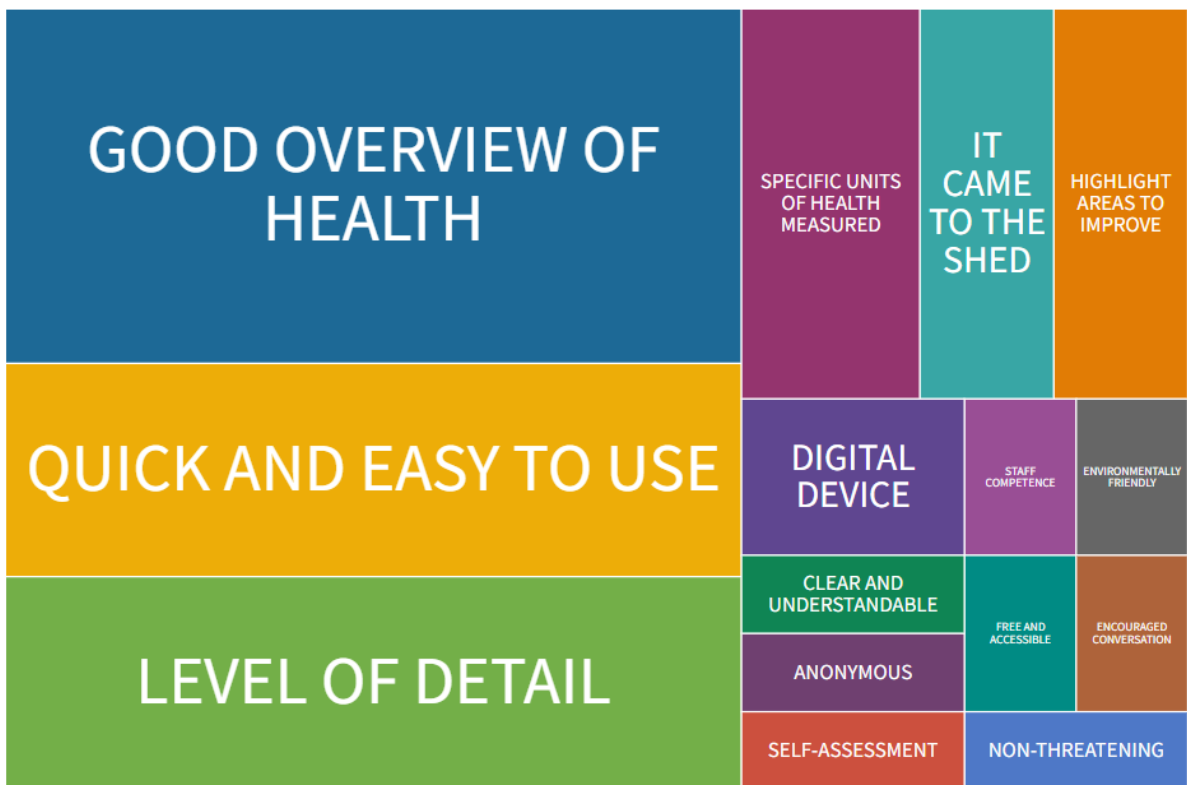 GOOD OVERVIEW OF
HEALTH
QUICK AND EASY TO USE
LEVEL OF DETAIL
SPECIFIC UNITS
OF HEALTH
MEASURED
IT
CAME
TO THE
SHED
HIGHLIGHT
AREAS TO
IMPROVE
DIGITAL
DEVICE
STAFF
COMPETENCE
ENVIRONMENTALLY
FRIENDLY
CLEAR AND
UNDERSTANDABLE
ANONYMOUS
FREE AND
ACCESSIBLE
ENCOURAGED
CONVERSATION
SELF-ASSESSMENT
NON-THREATENING